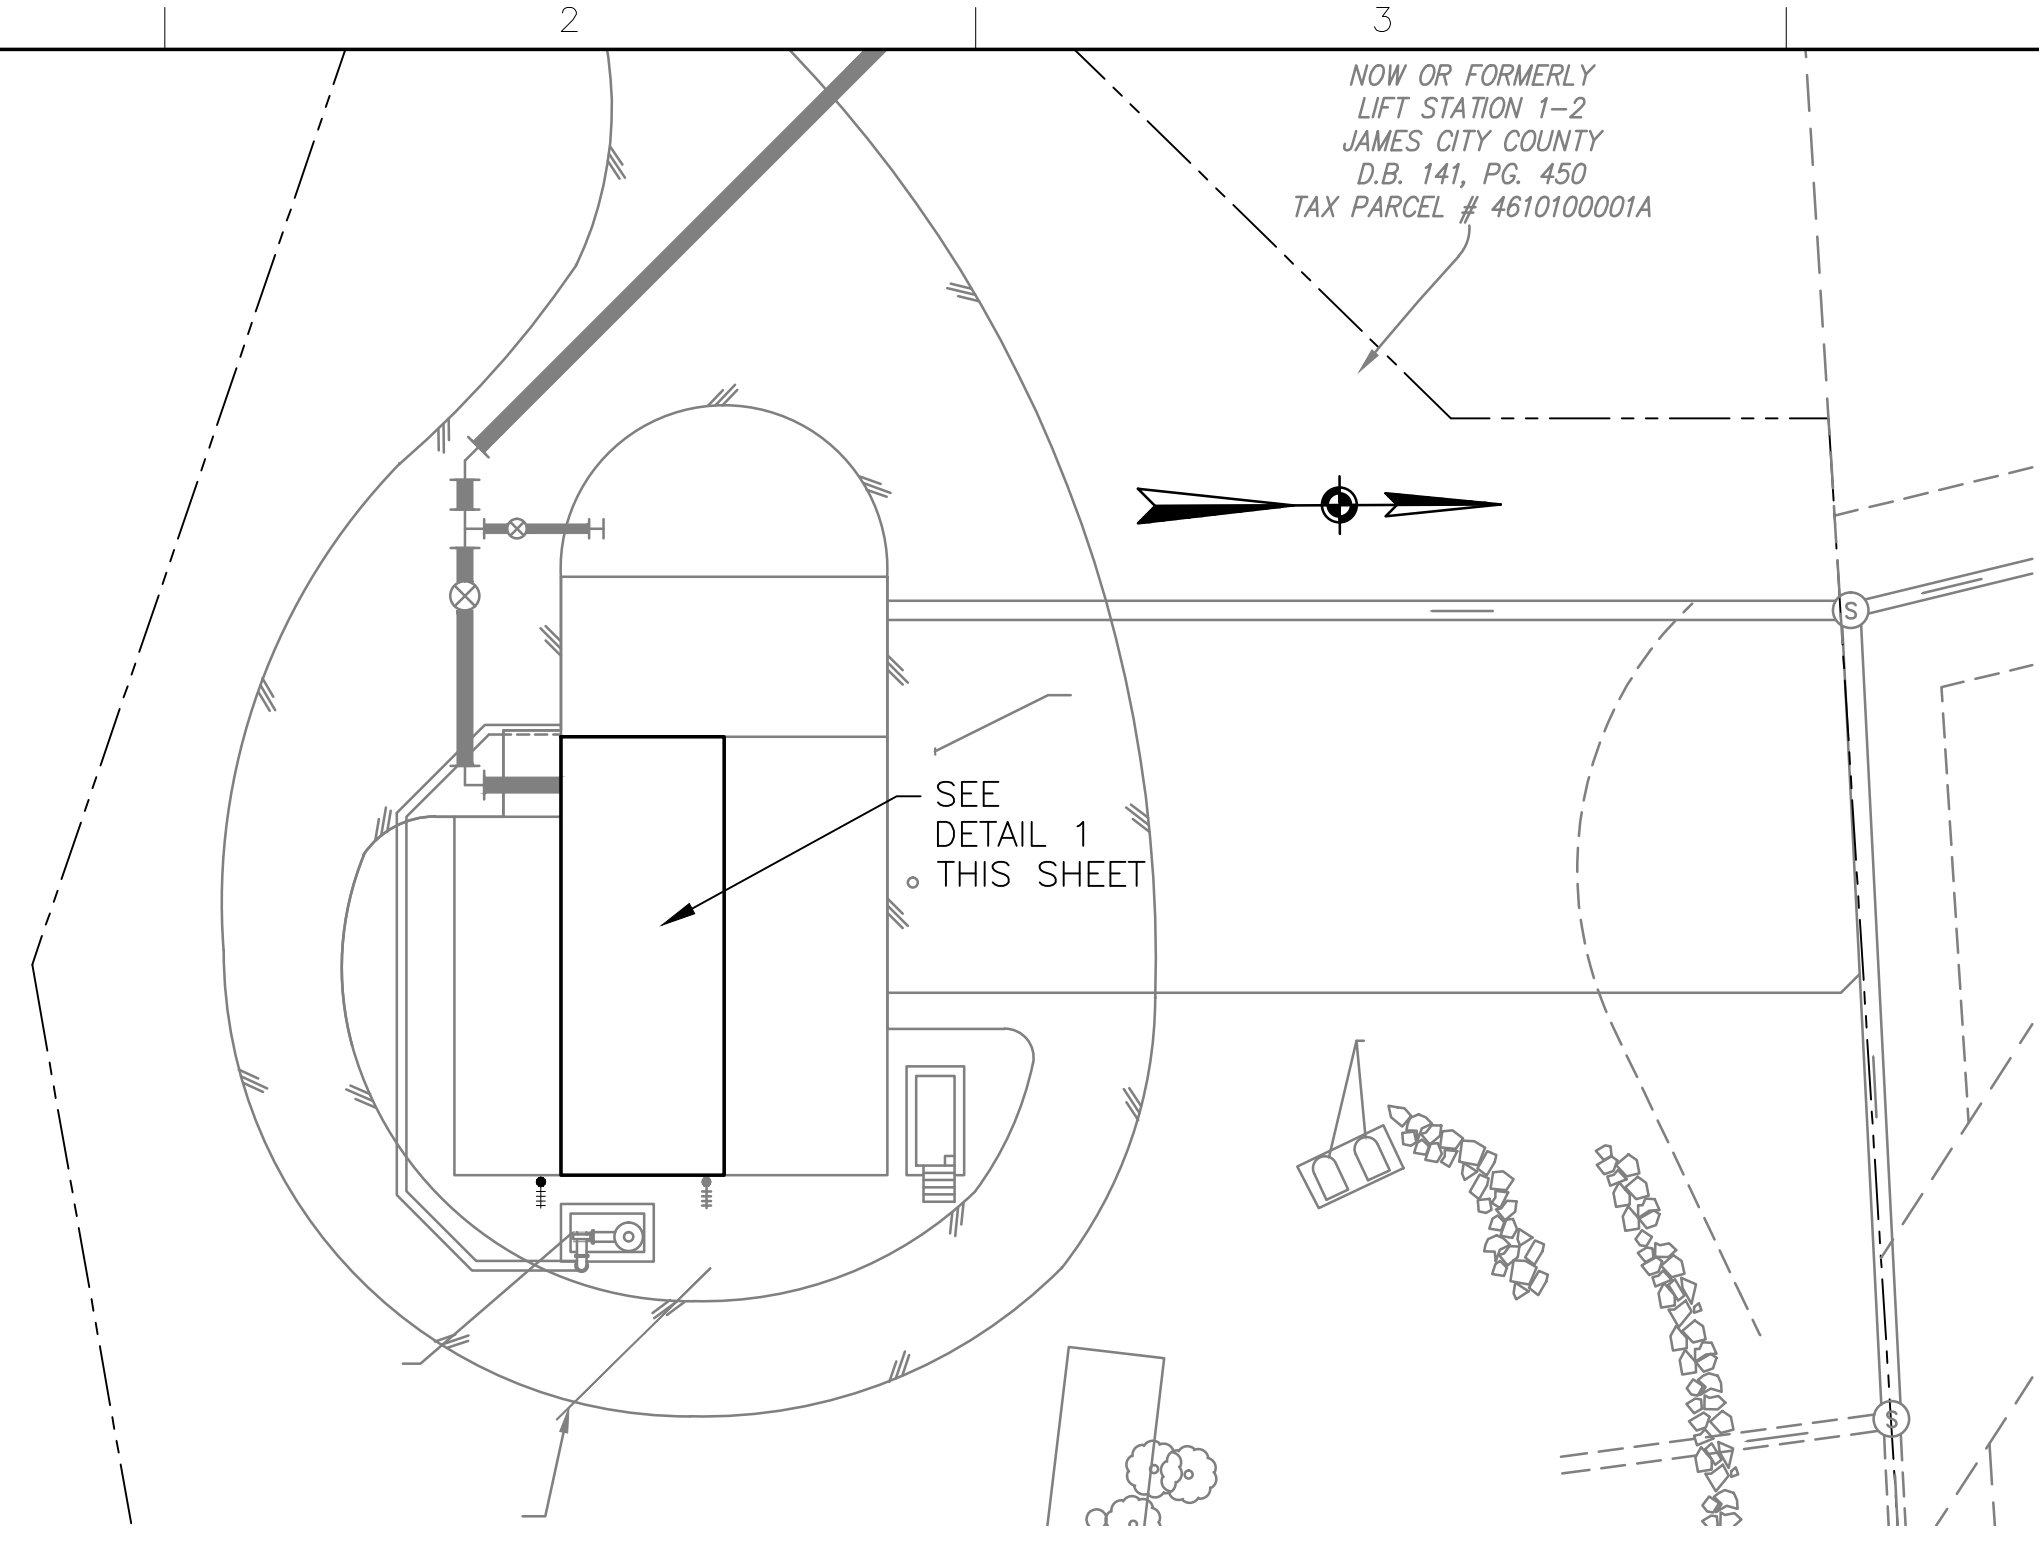 2
3
NOW OR FORMERLY
LIFT STATION 1-2
JAMES CITY COUNTY
D.B. 141, PG. 450
TAX PARCEL # 4610100001A
S
SEE
DETAIL 1
THIS SHEET
S